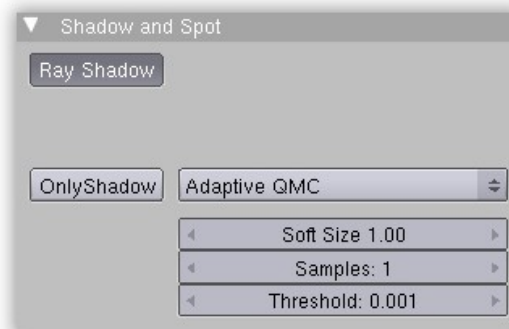 Shadow and Spot
Ray Shadow
OnlyShadow
Adaptive QMC
Soft Size 1.00
Samples: 1
Threshold: 0.001